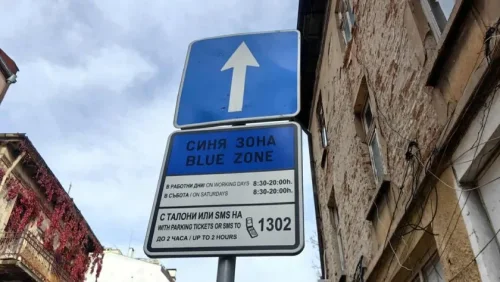 СИНЯ ЗОНА
BLUE ZONE
В РАБОТНИ ДНИ / ON WORKING DAYS 8:30-20:00h.
В СЪБОТА / ON SATURDAYS 8:30-20:00h.
С ТАЛОНИ ИЛИ SMS НА
WITH PARKING TICKETS OR SMS TO 1302
ДО 2 ЧАСА / UP TO 2 HOURS